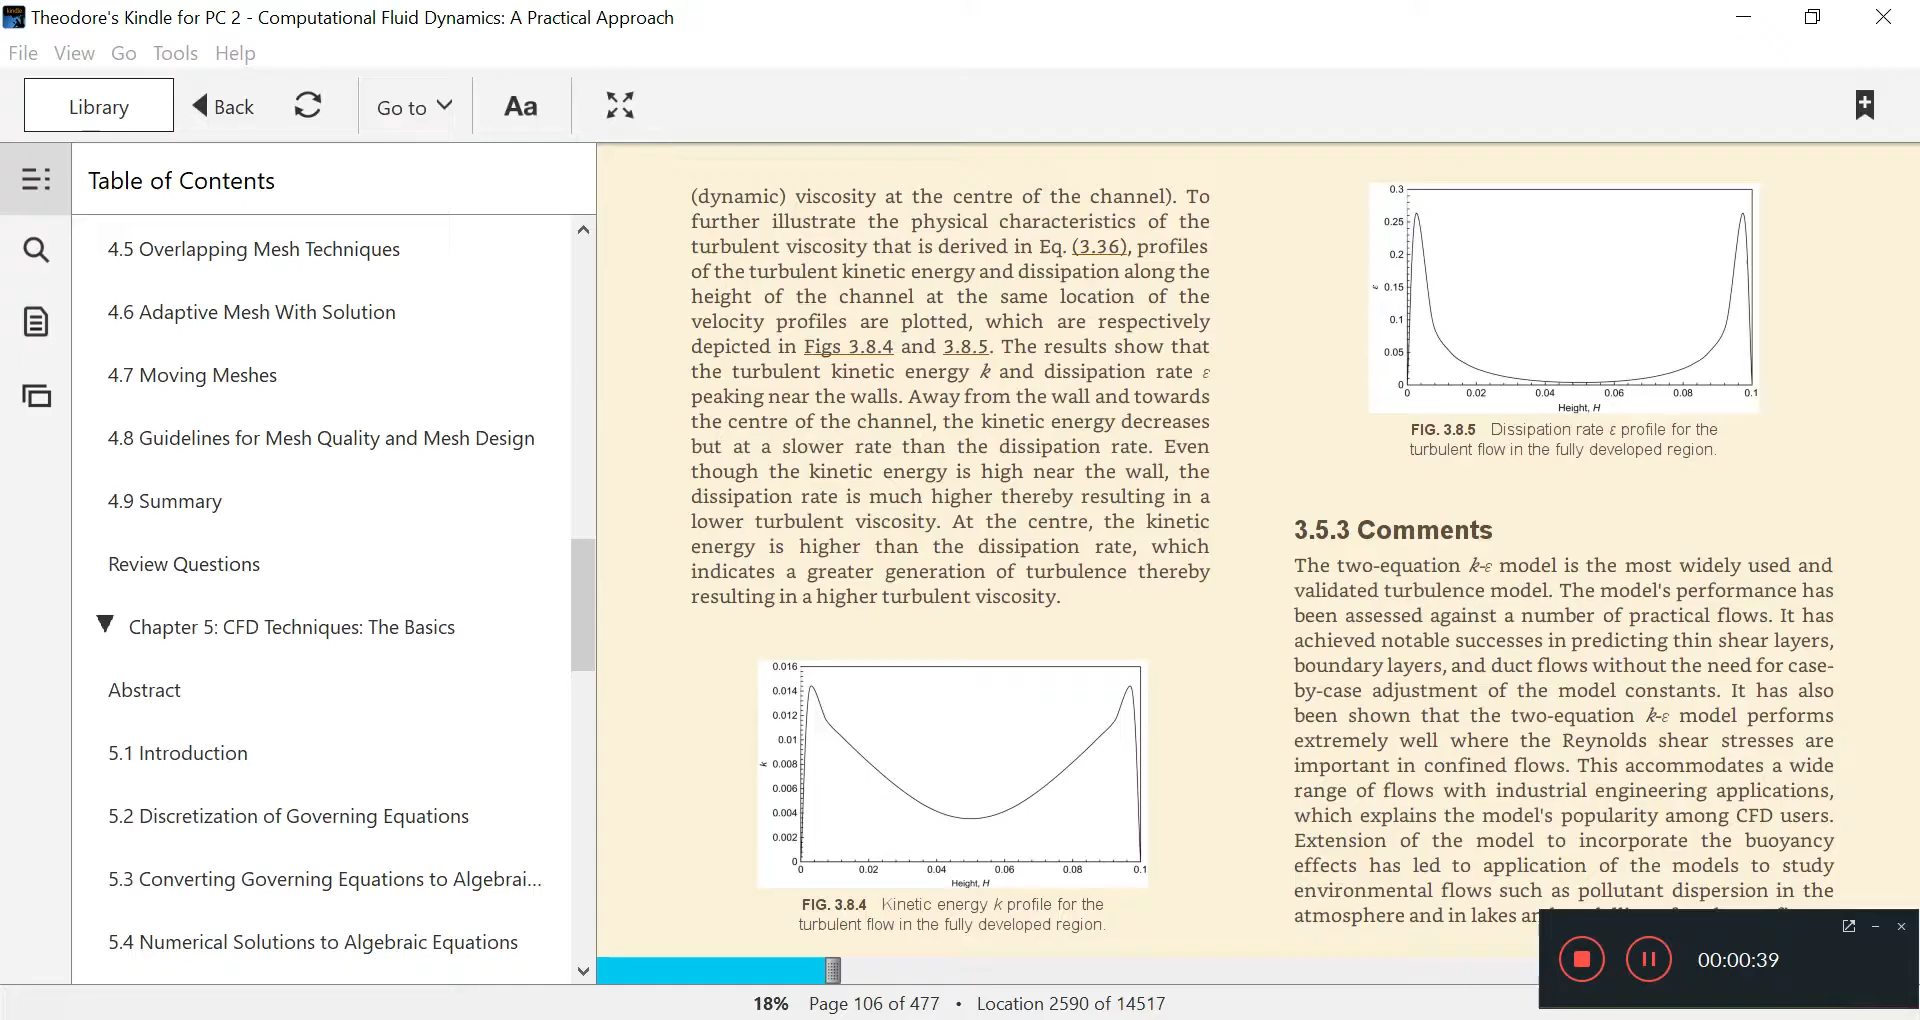 Theodore's Kindle for PC 2 - Computational Fluid Dynamics: A Practical Approach
File View Go Tools Help
Library
Back
Go to
Aa
Table of Contents
4.5 Overlapping Mesh Techniques
4.6 Adaptive Mesh With Solution
4.7 Moving Meshes
4.8 Guidelines for Mesh Quality and Mesh Design
4.9 Summary
Review Questions
Chapter 5: CFD Techniques: The Basics
Abstract
5.1 Introduction
5.2 Discretization of Governing Equations
5.3 Converting Governing Equations to Algebrai...
5.4 Numerical Solutions to Algebraic Equations
(dynamic) viscosity at the centre of the channel). To
further illustrate the physical characteristics of the
turbulent viscosity that is derived in Eq. (3.36), profiles
of the turbulent kinetic energy and dissipation along the
height of the channel at the same location of the
velocity profiles are plotted, which are respectively
depicted in Figs 3.8.4 and 3.8.5. The results show that
the turbulent kinetic energy k and dissipation rate ε
peaking near the walls. Away from the wall and towards
the centre of the channel, the kinetic energy decreases
but at a slower rate than the dissipation rate. Even
though the kinetic energy is high near the wall, the
dissipation rate is much higher thereby resulting in a
lower turbulent viscosity. At the centre, the kinetic
energy is higher than the dissipation rate, which
indicates a greater generation of turbulence thereby
resulting in a higher turbulent viscosity.
0.016
0.014
0.012
0.01
k 0.008
0.006
0.004
0.002
0
0 0.02 0.04 0.06 0.08 0.1
Height, H
FIG. 3.8.4 Kinetic energy k profile for the
turbulent flow in the fully developed region.
0.3
0.25
0.2
ε 0.15
0.1
0.05
0
0 0.02 0.04 0.06 0.08 0.1
Height, H
FIG. 3.8.5 Dissipation rate ε profile for the
turbulent flow in the fully developed region.
3.5.3 Comments
The two-equation k-ε model is the most widely used and
validated turbulence model. The model's performance has
been assessed against a number of practical flows. It has
achieved notable successes in predicting thin shear layers,
boundary layers, and duct flows without the need for case-
by-case adjustment of the model constants. It has also
been shown that the two-equation k-ε model performs
extremely well where the Reynolds shear stresses are
important in confined flows. This accommodates a wide
range of flows with industrial engineering applications,
which explains the model's popularity among CFD users.
Extension of the model to incorporate the buoyancy
effects has led to application of the models to study
environmental flows such as pollutant dispersion in the
atmosphere and in lakes
00:00:39
18% Page 106 of 477 • Location 2590 of 14517